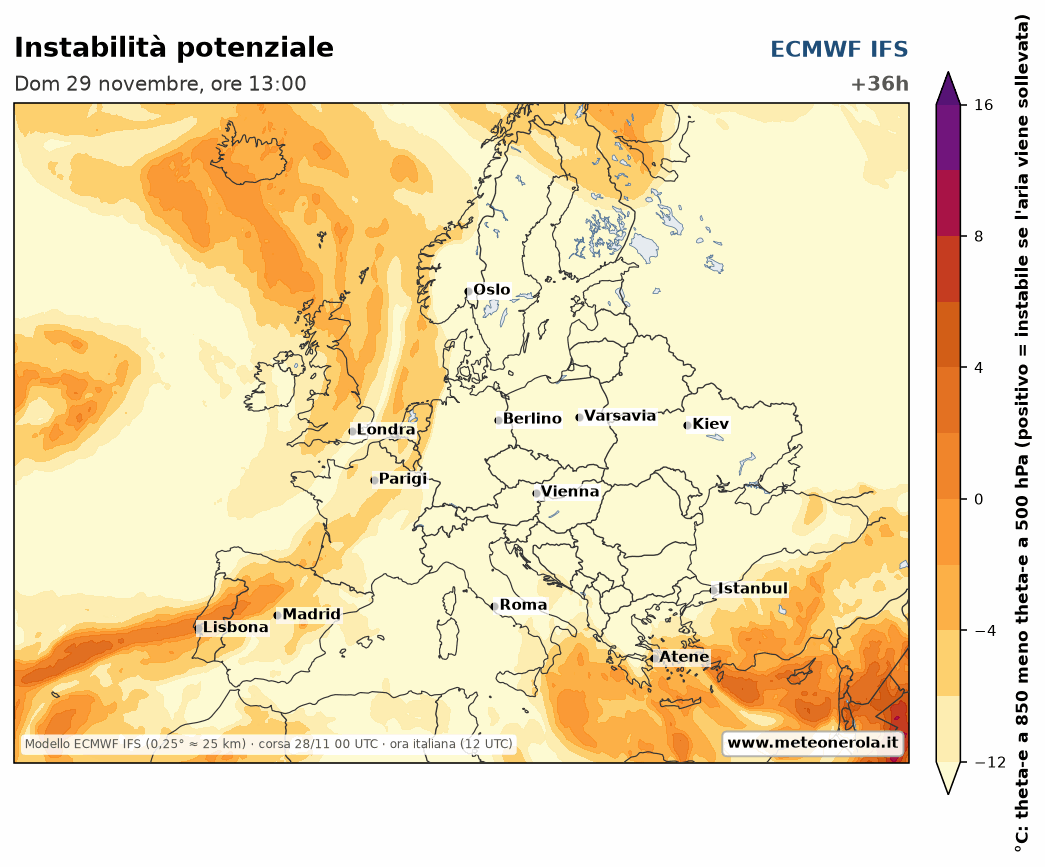 Instabilità potenziale
ECMWF IFS
Dom 29 novembre, ore 13:00
+36h
Oslo
Berlino
Varsavia
Kiev
Londra
Parigi
Vienna
Istanbul
Roma
Madrid
Lisbona
Atene
Modello ECMWF IFS (0,25° ≈ 25 km) · corsa 28/11 00 UTC · ora italiana (12 UTC)
www.meteonerola.it
16
8
4
0
−4
−12
°C: theta-e a 850 meno theta-e a 500 hPa (positivo = instabile se l'aria viene sollevata)